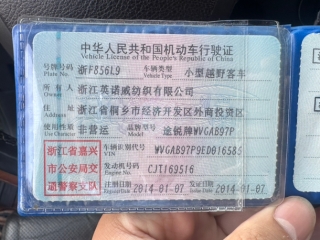 中华人民共和国机动车行驶证
Vehicle License of the People's Republic of China
号牌号码 Plate No. 浙F856L9 车辆类型 Vehicle Type 小型越野客车
所有人 Owner 浙江英诺威纺织有限公司
住址 Address 浙江省桐乡市经济开发区外商投资区
使用性质 Use Character 非营运 品牌型号 Model 途锐牌WVGAB97P
浙江省嘉兴市公安局交通警察支队
车辆识别代号 VIN WVGAB97P9ED016585
发动机号码 Engine No. CJT169516
注册日期 2014-01-07 发证日期 2014-01-07